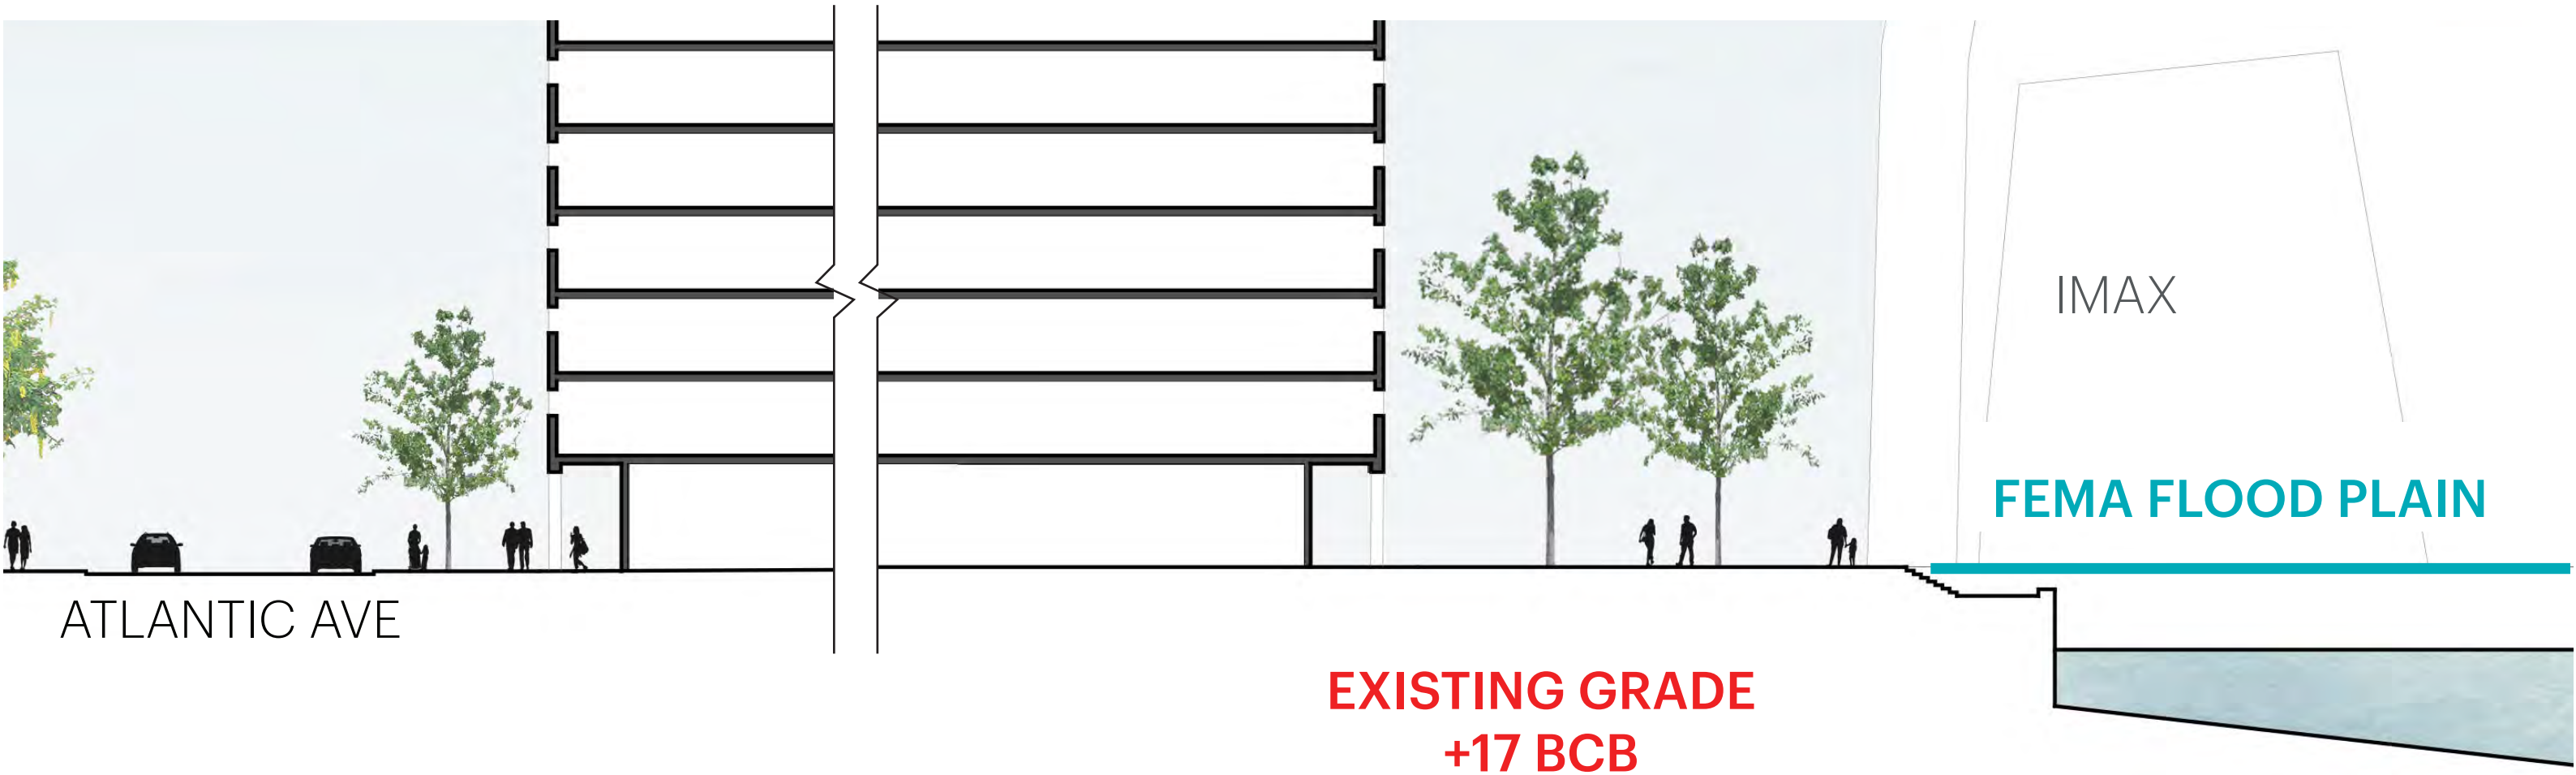 IMAX
FEMA FLOOD PLAIN
ATLANTIC AVE
EXISTING GRADE
+17 BCB